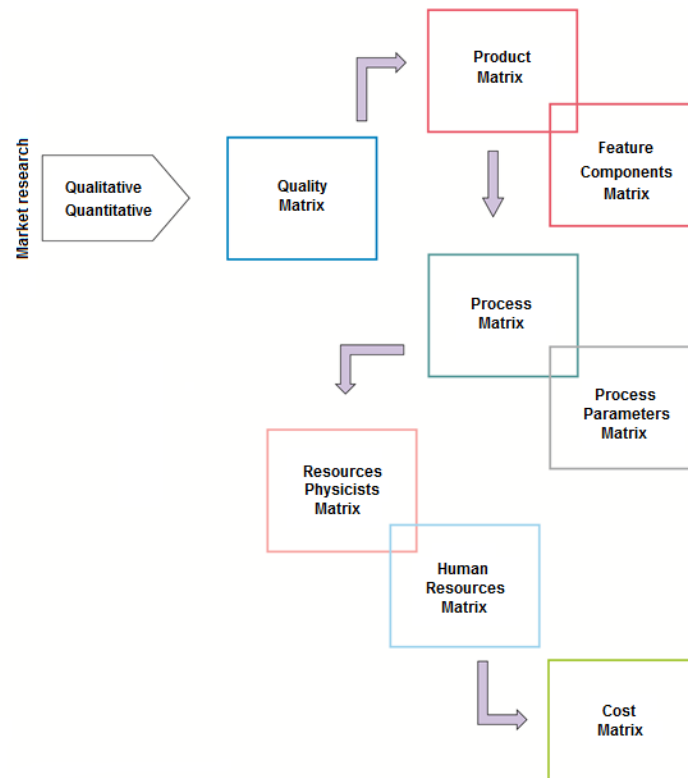 Market research
Qualitative
Quantitative
Quality
Matrix
Product
Matrix
Feature
Components
Matrix
Process
Matrix
Process
Parameters
Matrix
Resources
Physicists
Matrix
Human
Resources
Matrix
Cost
Matrix